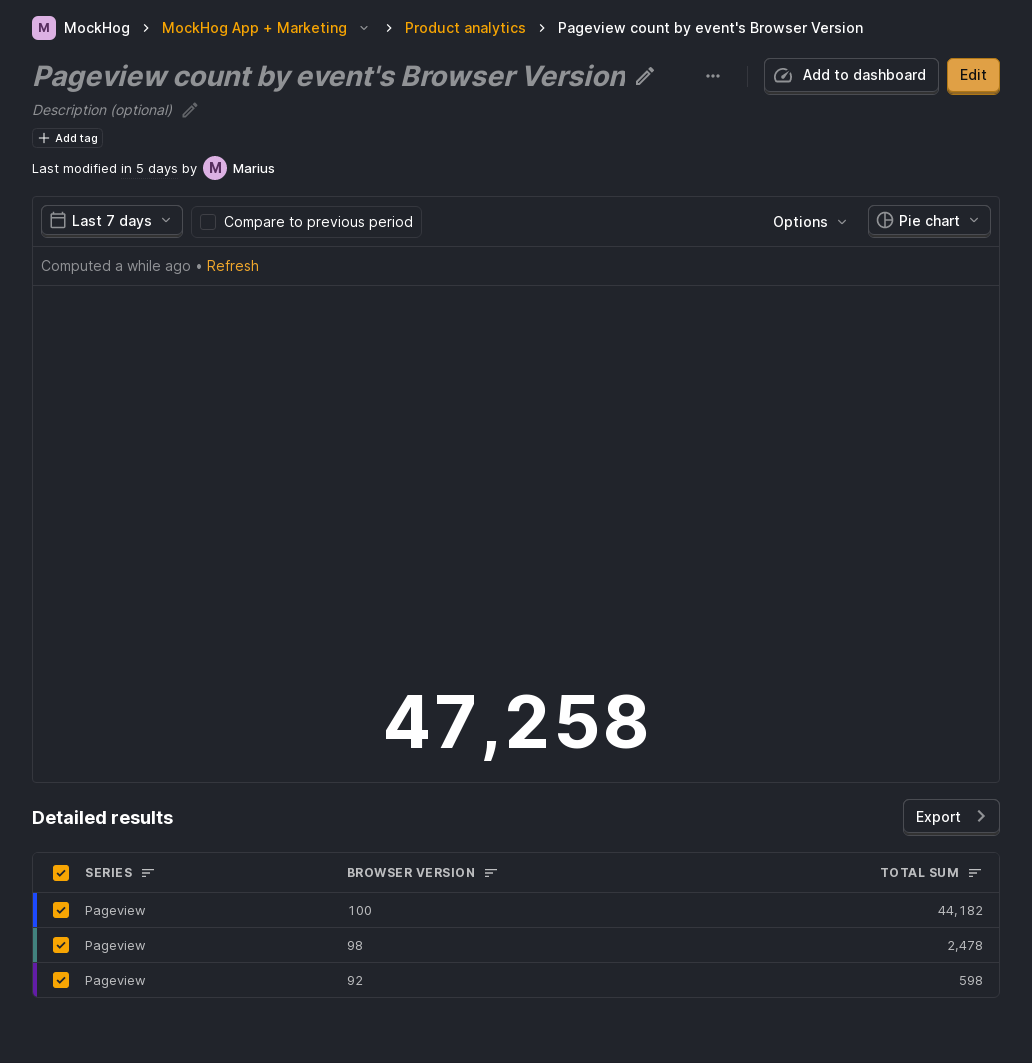 M MockHog MockHog App + Marketing Product analytics Pageview count by event's Browser Version
Pageview count by event's Browser Version
Add to dashboard
Edit
Description (optional)
Add tag
Last modified in 5 days by M Marius
Last 7 days
Compare to previous period
Options
Pie chart
Computed a while ago • Refresh
47,258
Detailed results
Export
SERIES BROWSER VERSION TOTAL SUM
Pageview 100 44,182
Pageview 98 2,478
Pageview 92 598